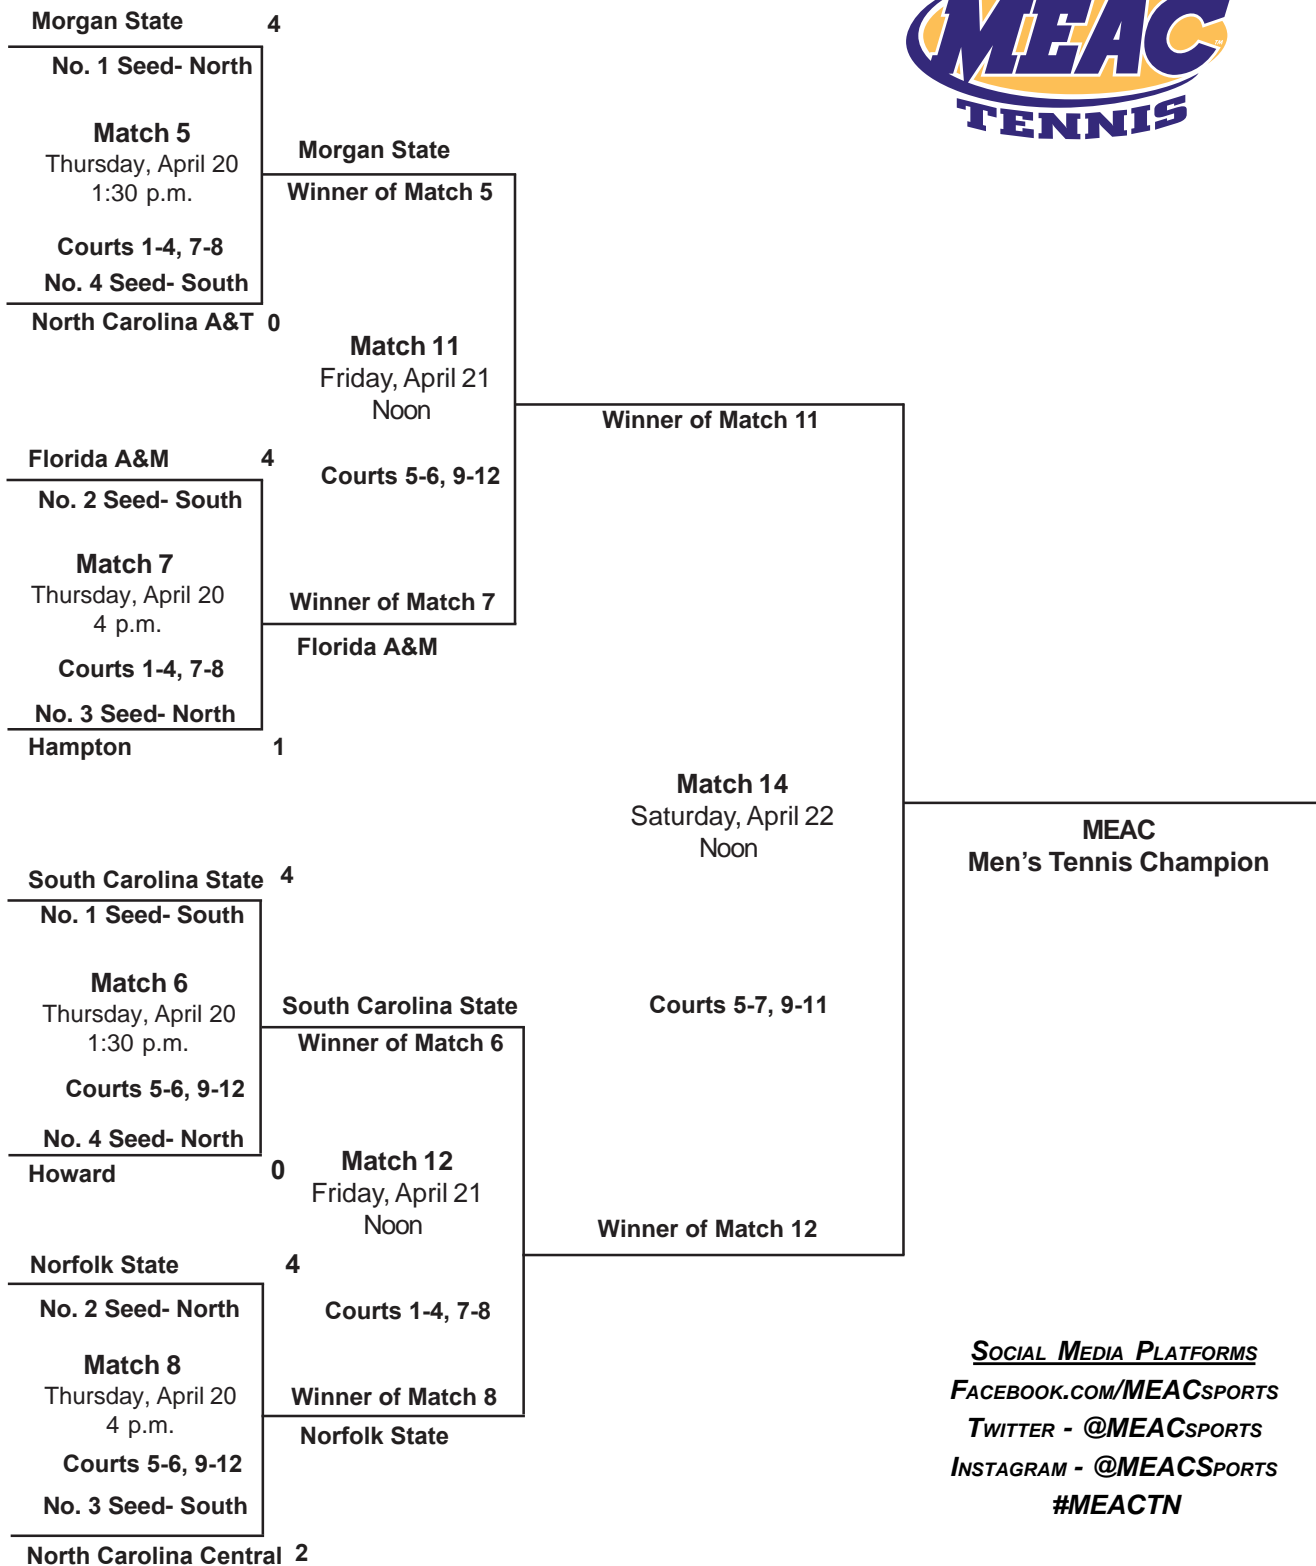 MEAC
TENNIS
Morgan State 4
No. 1 Seed- North
Match 5
Thursday, April 20
1:30 p.m.
Courts 1-4, 7-8
No. 4 Seed- South
North Carolina A&T 0
Morgan State
Winner of Match 5
Match 11
Friday, April 21
Noon
Courts 5-6, 9-12
Winner of Match 7
Florida A&M
Florida A&M 4
No. 2 Seed- South
Match 7
Thursday, April 20
4 p.m.
Courts 1-4, 7-8
No. 3 Seed- North
Hampton 1
Winner of Match 11
Match 14
Saturday, April 22
Noon
Courts 5-7, 9-11
Winner of Match 12
MEAC
Men’s Tennis Champion
South Carolina State 4
No. 1 Seed- South
Match 6
Thursday, April 20
1:30 p.m.
Courts 5-6, 9-12
No. 4 Seed- North
Howard 0
South Carolina State
Winner of Match 6
Match 12
Friday, April 21
Noon
Courts 1-4, 7-8
Winner of Match 8
Norfolk State
Norfolk State 4
No. 2 Seed- North
Match 8
Thursday, April 20
4 p.m.
Courts 5-6, 9-12
No. 3 Seed- South
North Carolina Central 2
Social Media Platforms
Facebook.com/MEACsports
Twitter - @MEACsports
Instagram - @MEACSports
#MEACTN